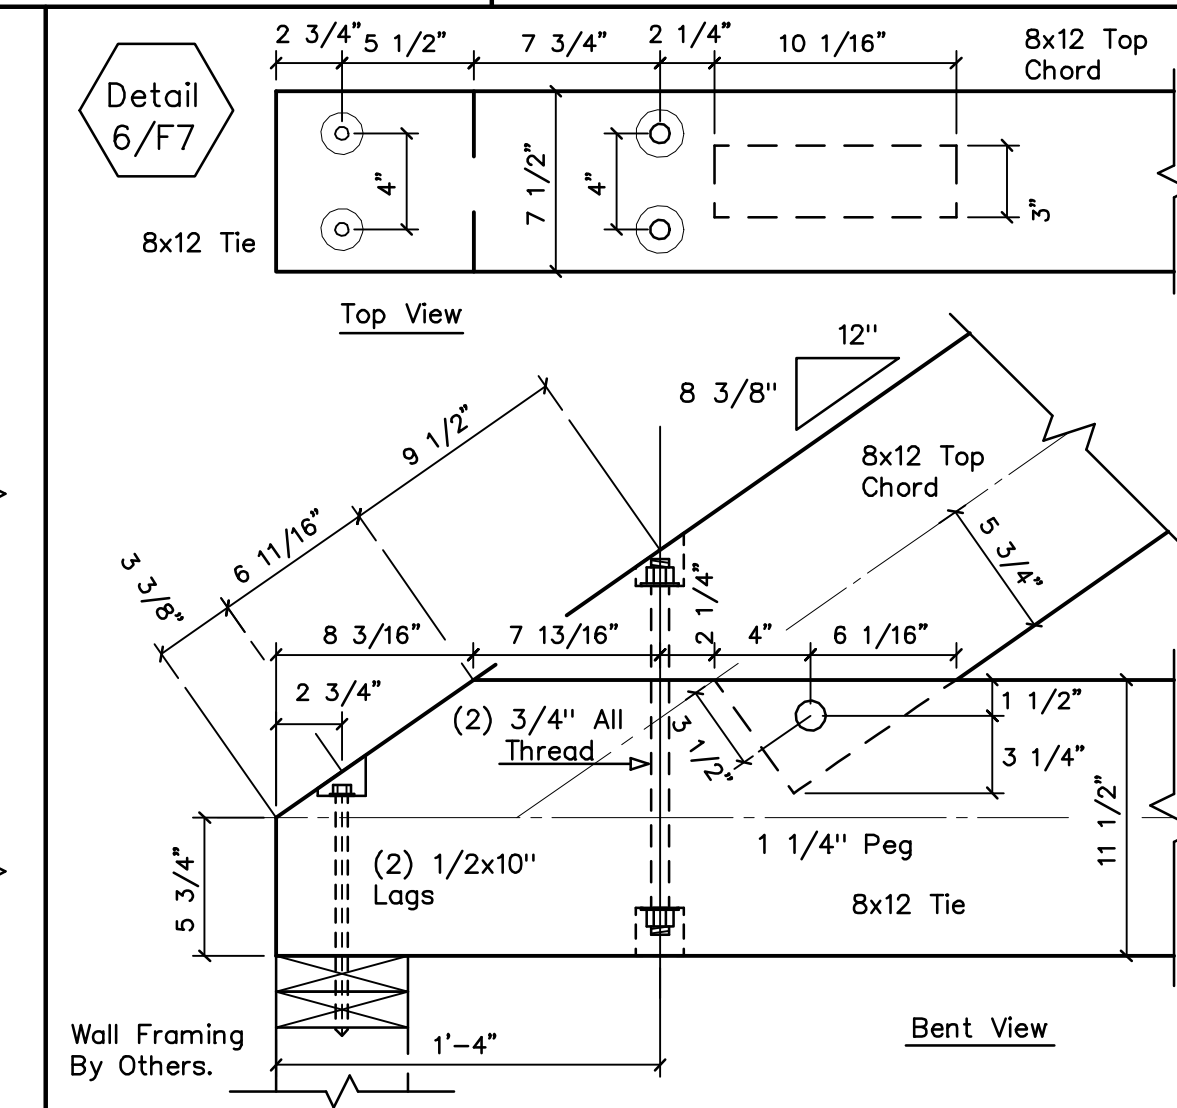 2 3/4"
5 1/2"
7 3/4"
2 1/4"
10 1/16"
8x12 Top
Chord
Detail
6/F7
4"
7 1/2"
4"
3"
8x12 Tie
Top View
12"
8 3/8"
9 1/2"
6 11/16"
3 3/8"
8x12 Top
Chord
5 3/4"
2 1/4"
8 3/16"
7 13/16"
4"
6 1/16"
2 3/4"
(2) 3/4" All
Thread
3 1/2"
1 1/2"
3 1/4"
11 1/2"
5 3/4"
(2) 1/2x10"
Lags
1 1/4" Peg
8x12 Tie
Wall Framing
By Others.
1'-4"
Bent View